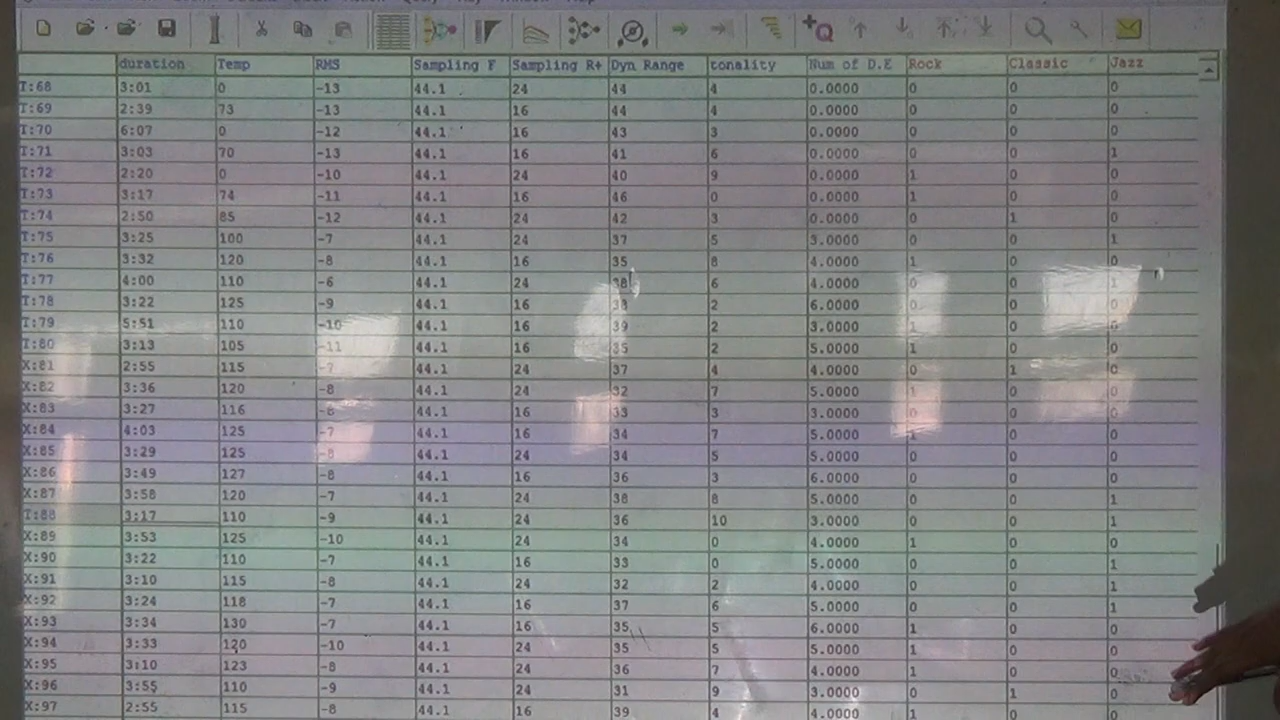 duration Temp RMS Sampling F Sampling R+ Dyn Range tonality Num of D.E Rock Classic Jazz
T:68 3:01 0 -13 44.1 24 44 4 0.0000 0 0 0
T:69 2:39 73 -13 44.1 16 44 4 0.0000 0 0 0
T:70 6:07 0 -12 44.1 16 43 3 0.0000 0 0 0
T:71 3:03 70 -13 44.1 16 41 6 0.0000 0 0 1
T:72 2:20 0 -10 44.1 24 40 9 0.0000 1 0 0
T:73 3:17 74 -11 44.1 16 46 0 0.0000 1 0 0
T:74 2:50 85 -12 44.1 24 42 3 0.0000 0 1 0
T:75 3:25 100 -7 44.1 24 37 5 3.0000 0 0 1
T:76 3:32 120 -8 44.1 16 35 8 4.0000 1 0 0
T:77 4:00 110 -6 44.1 24 38 6 4.0000 0 0 1
T:78 3:22 125 -9 44.1 16 38 2 6.0000 0 0 0
T:79 5:51 110 -10 44.1 16 39 2 3.0000 1 0 0
T:80 3:13 105 -11 44.1 16 35 2 5.0000 1 0 0
X:81 2:55 115 -7 44.1 24 37 4 4.0000 0 1 0
X:82 3:36 120 -8 44.1 24 32 7 5.0000 1 0 0
X:83 3:27 116 44.1 16 33 3 3.0000 0 0 0
X:84 4:03 125 -7 44.1 16 34 7 5.0000 1 0 0
X:85 3:29 125 -8 44.1 24 34 5 5.0000 0 0 0
X:86 3:49 127 -8 44.1 16 36 3 6.0000 0 0 0
X:87 3:58 120 -7 44.1 24 38 8 5.0000 0 0 1
T:88 3:17 110 -9 44.1 24 36 10 3.0000 0 0 1
X:89 3:53 125 -10 44.1 24 34 0 4.0000 1 0 0
X:90 3:22 110 -7 44.1 16 33 0 5.0000 0 0 1
X:91 3:10 115 -8 44.1 24 32 2 4.0000 0 0 1
X:92 3:24 118 -7 44.1 16 37 6 5.0000 0 0 1
X:93 3:34 130 -7 44.1 16 35 5 6.0000 1 0 0
X:94 3:33 120 -10 44.1 24 35 5 5.0000 1 0 0
X:95 3:10 123 -8 44.1 24 36 7 4.0000 1 0 0
X:96 3:55 110 -9 44.1 24 31 9 3.0000 0 1 0
X:97 2:55 115 -8 44.1 16 39 4 4.0000 1 0 0